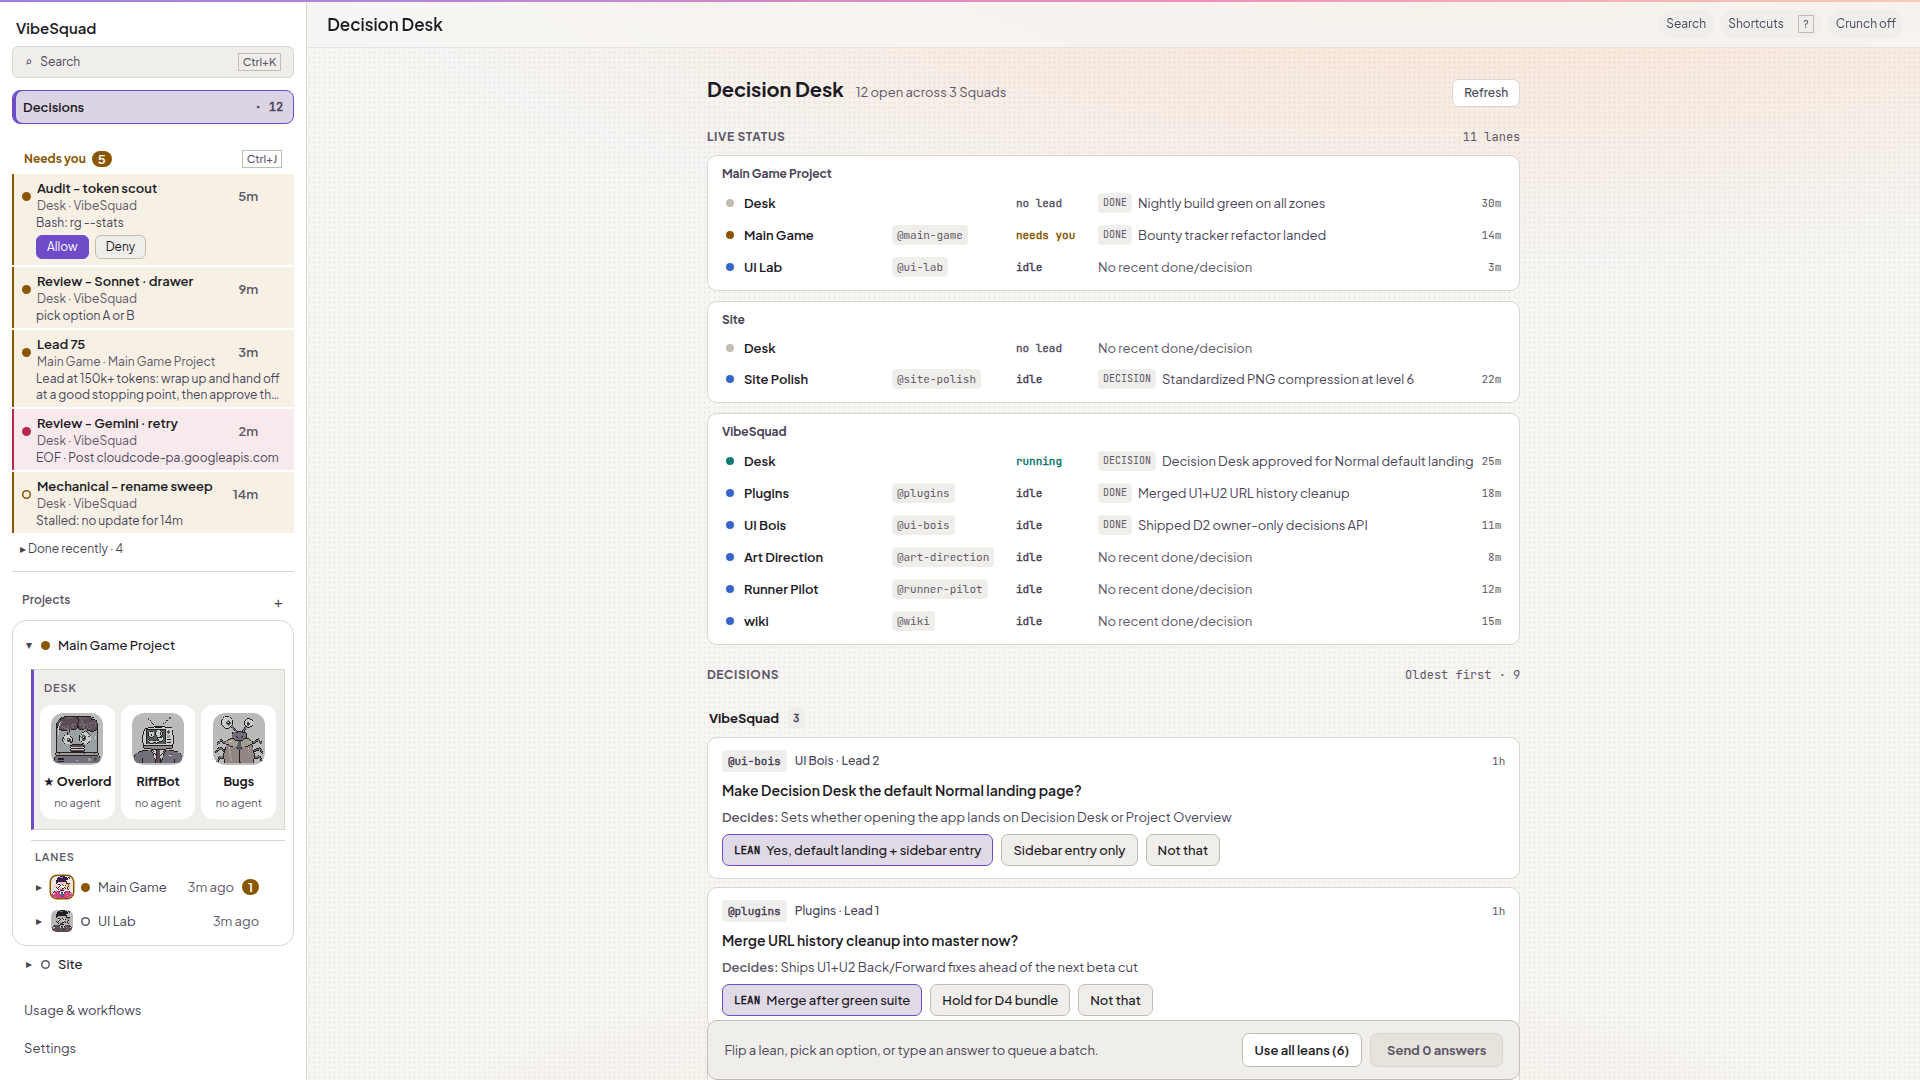 VibeSquad
Search Ctrl+K
Decisions · 12
Needs you 5 Ctrl+J
Audit – token scout 5m
Desk · VibeSquad
Bash: rg --stats
Allow Deny
Review – Sonnet · drawer 9m
Desk · VibeSquad
pick option A or B
Lead 75 3m
Main Game · Main Game Project
Lead at 150k+ tokens: wrap up and hand off
at a good stopping point, then approve th…
Review – Gemini · retry 2m
Desk · VibeSquad
EOF · Post cloudcode-pa.googleapis.com
Mechanical – rename sweep 14m
Desk · VibeSquad
Stalled: no update for 14m
▸ Done recently · 4
Projects +
▾ Main Game Project
DESK
★ Overlord RiffBot Bugs
no agent no agent no agent
LANES
▸ Main Game 3m ago 1
▸ UI Lab 3m ago
▸ Site
Usage & workflows
Settings
Decision Desk Search Shortcuts ? Crunch off
Decision Desk 12 open across 3 Squads Refresh
LIVE STATUS 11 lanes
Main Game Project
Desk no lead DONE Nightly build green on all zones 30m
Main Game @main-game needs you DONE Bounty tracker refactor landed 14m
UI Lab @ui-lab idle No recent done/decision 3m
Site
Desk no lead No recent done/decision
Site Polish @site-polish idle DECISION Standardized PNG compression at level 6 22m
VibeSquad
Desk running DECISION Decision Desk approved for Normal default landing 25m
Plugins @plugins idle DONE Merged U1+U2 URL history cleanup 18m
UI Bois @ui-bois idle DONE Shipped D2 owner-only decisions API 11m
Art Direction @art-direction idle No recent done/decision 8m
Runner Pilot @runner-pilot idle No recent done/decision 12m
wiki @wiki idle No recent done/decision 15m
DECISIONS Oldest first · 9
VibeSquad 3
@ui-bois UI Bois · Lead 2 1h
Make Decision Desk the default Normal landing page?
Decides: Sets whether opening the app lands on Decision Desk or Project Overview
LEAN Yes, default landing + sidebar entry Sidebar entry only Not that
@plugins Plugins · Lead 1 1h
Merge URL history cleanup into master now?
Decides: Ships U1+U2 Back/Forward fixes ahead of the next beta cut
LEAN Merge after green suite Hold for D4 bundle Not that
Flip a lean, pick an option, or type an answer to queue a batch. Use all leans (6) Send 0 answers